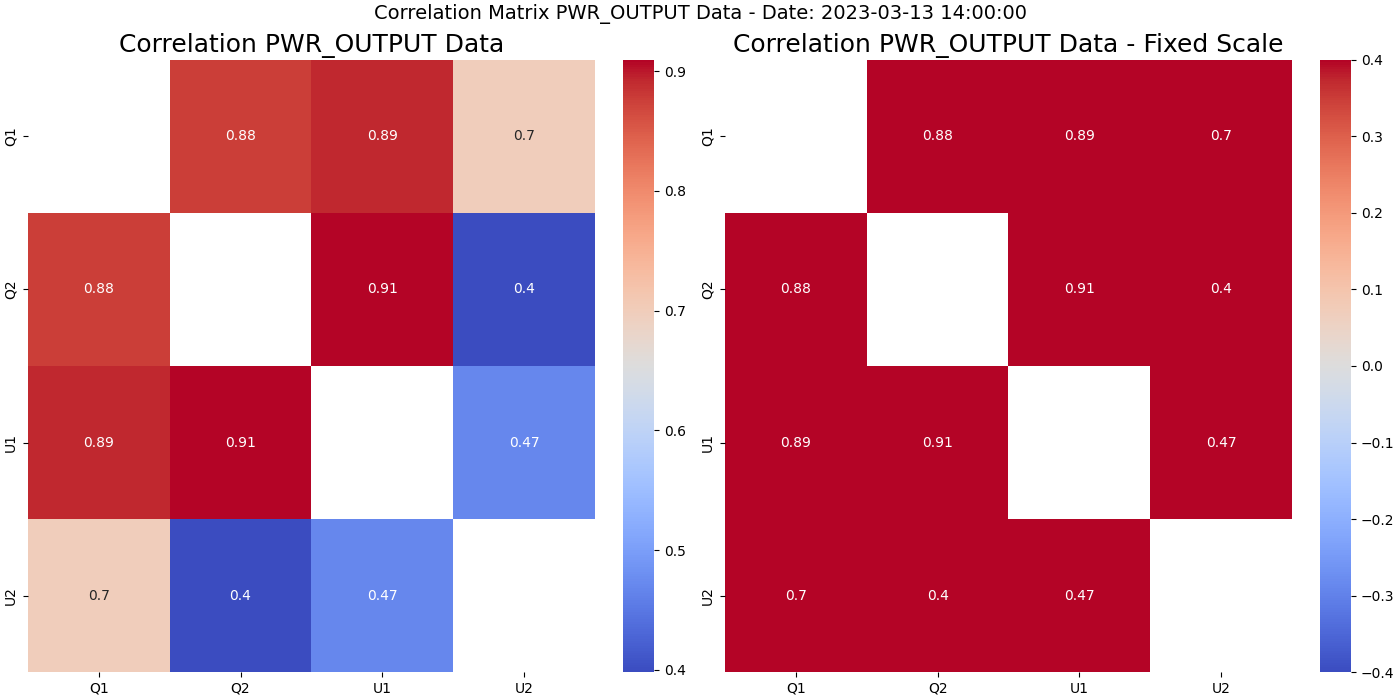 Correlation Matrix PWR_OUTPUT Data - Date: 2023-03-13 14:00:00
Correlation PWR_OUTPUT Data
Q1
0.88 0.89 0.7
Q2
0.88 0.91 0.4
U1
0.89 0.91 0.47
U2
0.7 0.4 0.47
Q1 Q2 U1 U2
0.9
0.8
0.7
0.6
0.5
0.4
Correlation PWR_OUTPUT Data - Fixed Scale
Q1
0.88 0.89 0.7
Q2
0.88 0.91 0.4
U1
0.89 0.91 0.47
U2
0.7 0.4 0.47
Q1 Q2 U1 U2
0.4
0.3
0.2
0.1
0.0
−0.1
−0.2
−0.3
−0.4